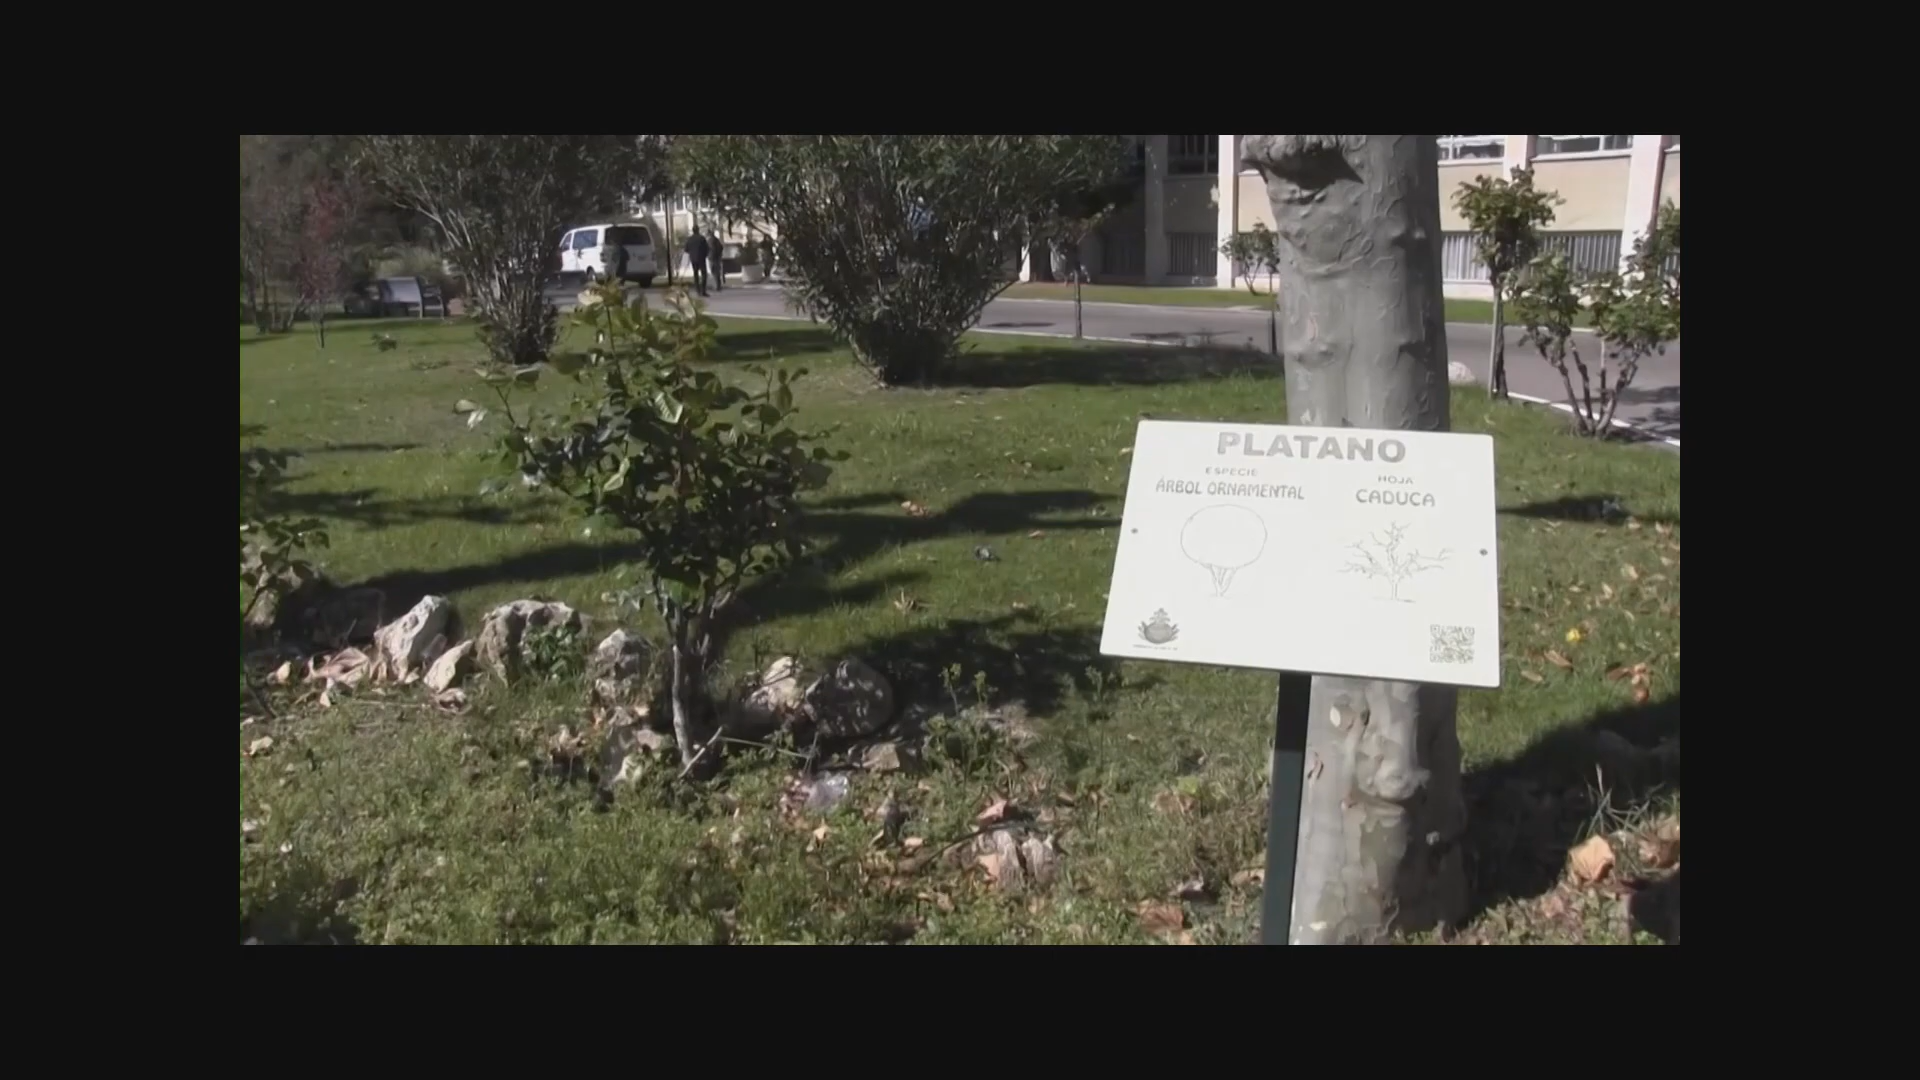 PLATANO
ESPECIE
ÁRBOL ORNAMENTAL
HOJA
CADUCA